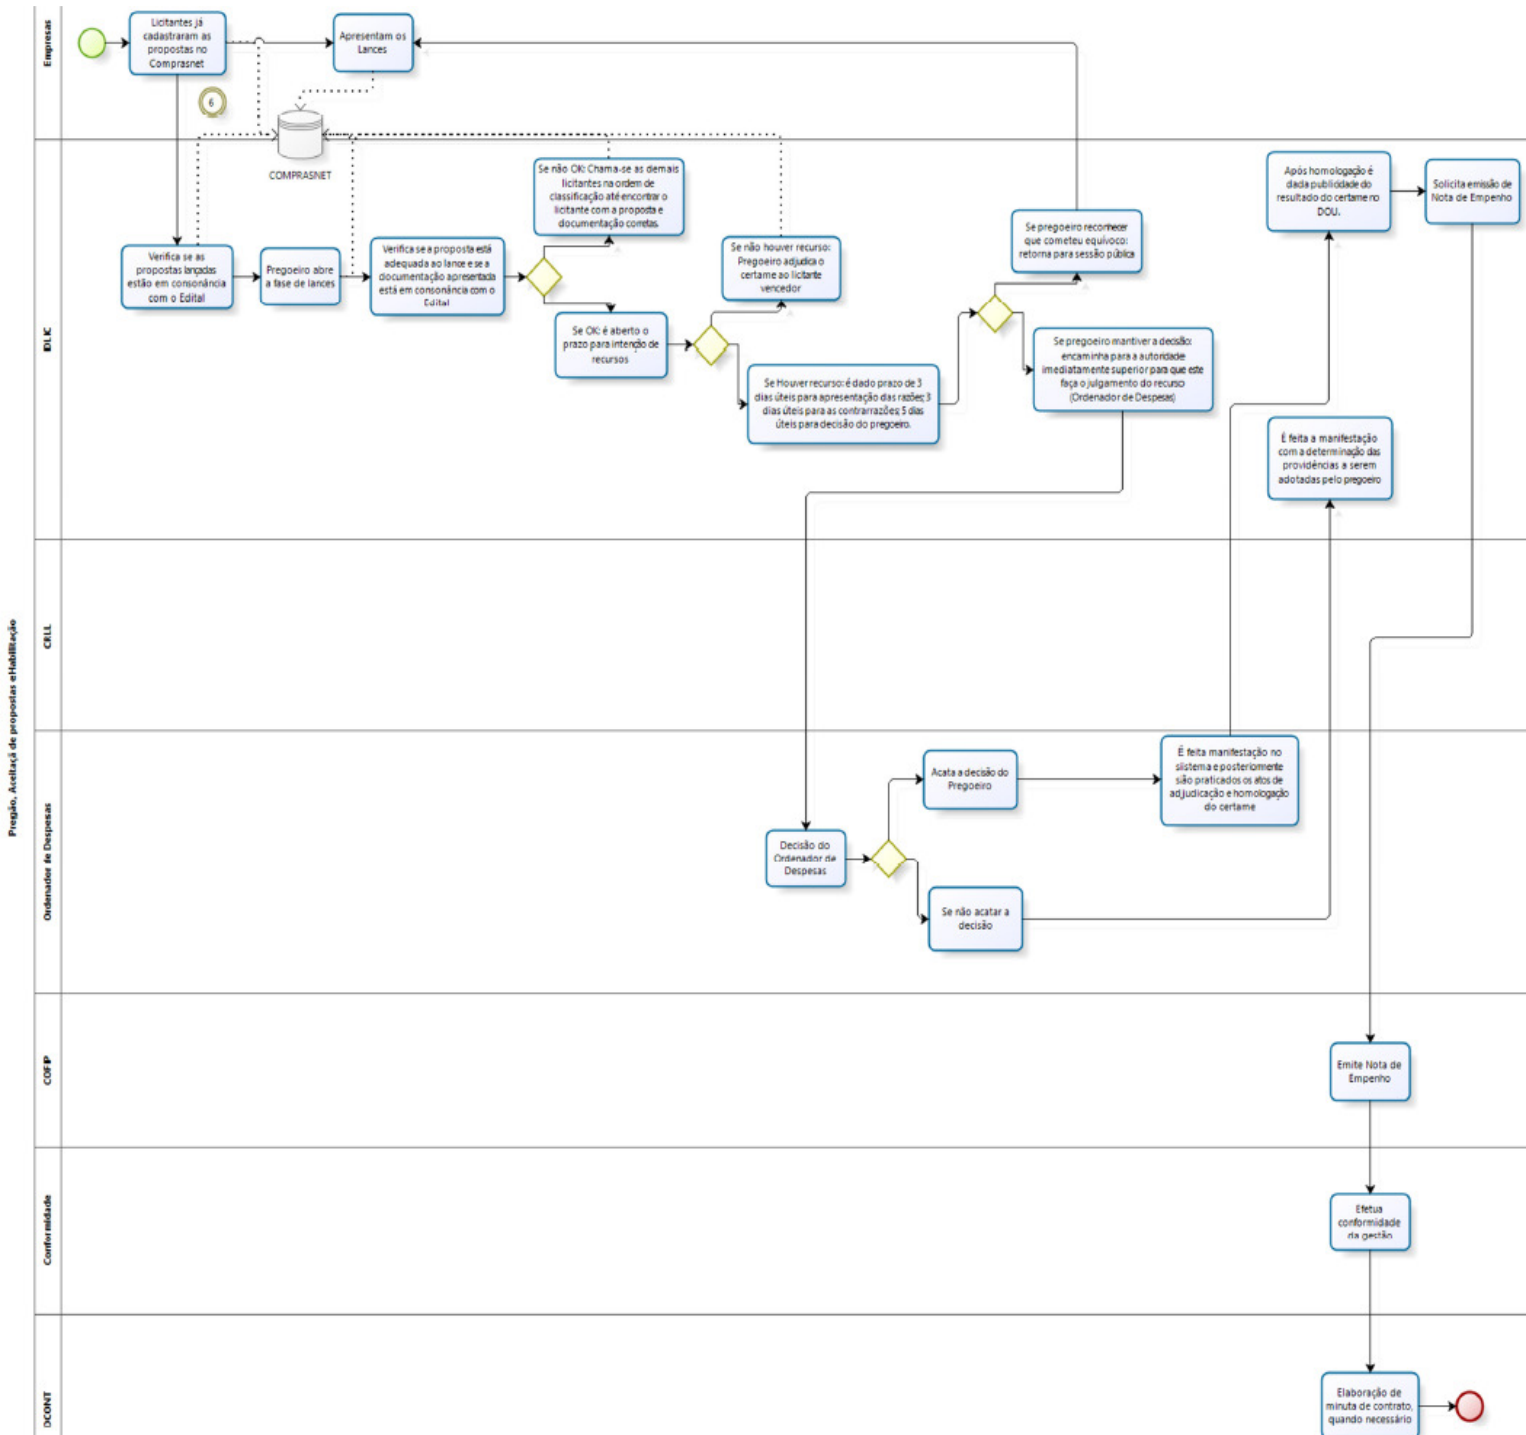 Pregão, Aceitaçã de propostas e Habilitação
Empresas
Licitantes já
cadastraram as
propostas no
Comprasnet
Apresentam os
Lances
6
COMPRASNET
IDLIC
Verifica se as
propostas lançadas
estão em consonância
com o Edital
Pregoeiro abre
a fase de lances
Verifica se a proposta está
adequada ao lance e se a
documentação apresentada
está em consonância com o
Edital
Se não OK: Chama-se as demais
licitantes na ordem de
classificação até encontrar o
licitante com a proposta e
documentação corretas.
Se OK: é aberto o
prazo para intenção de
recursos
Se não houver recurso:
Pregoeiro adjudica o
certame ao licitante
vencedor
Se Houver recurso: é dado prazo de 3
dias úteis para apresentação das razões; 3
dias úteis para as contrarrazões; 5 dias
úteis para decisão do pregoeiro.
Se pregoeiro reconhecer
que cometeu equívoco:
retorna para sessão pública
Se pregoeiro mantiver a decisão:
encaminha para a autoridade
imediatamente superior para que este
faça o julgamento do recurso
(Ordenador de Despesas)
Após homologação é
dada publicidade do
resultado do certame no
DOU.
Solicita emissão de
Nota de Empenho
É feita a manifestação
com a determinação das
providências a serem
adotadas pelo pregoeiro
CRLL
Ordenador de Despesas
Decisão do
Ordenador de
Despesas
Acata a decisão do
Pregoeiro
Se não acatar a
decisão
É feita manifestação no
siistema e posteriormente
sião praticados os atos de
adjudicação e homologação
do certame
COFIP
Emite Nota de
Empenho
Conformidade
Efetua
conformidade
da gestão
DCONT
Elaboração de
minuta de contrato,
quando necessário